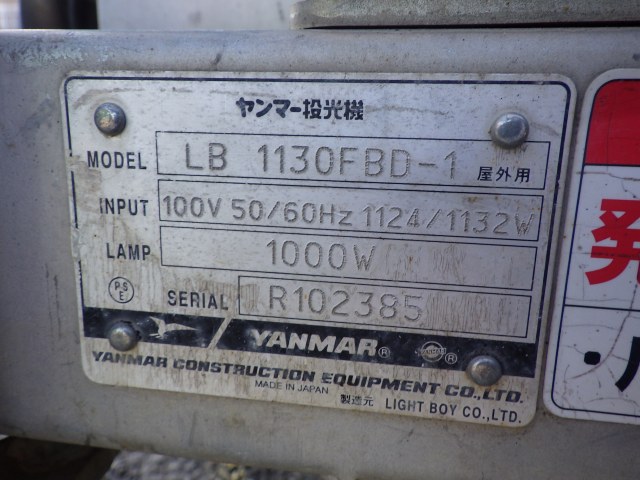 ヤンマー投光機
MODEL LB 1130FBD-1 屋外用
INPUT 100V 50/60Hz 1124/1132W
LAMP 1000W
PSE SERIAL R102385
YANMAR® ®
YANMAR CONSTRUCTION EQUIPMENT CO.,LTD.
MADE IN JAPAN
製造元 LIGHT BOY CO.,LTD.
発